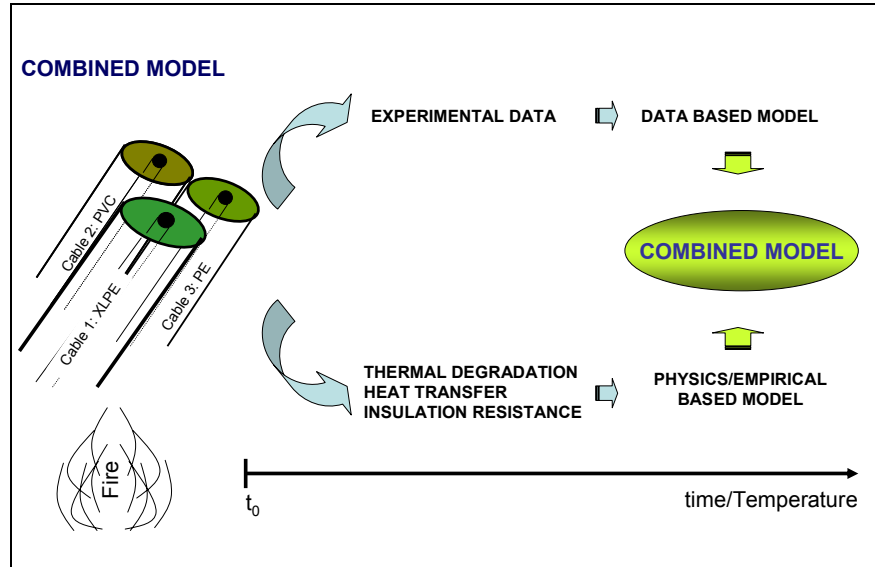 COMBINED MODEL
EXPERIMENTAL DATA
DATA BASED MODEL
Cable 2: PVC
Cable 1: XLPE
Cable 3: PE
COMBINED MODEL
THERMAL DEGRADATION
HEAT TRANSFER
INSULATION RESISTANCE
PHYSICS/EMPIRICAL
BASED MODEL
Fire
t₀
time/Temperature